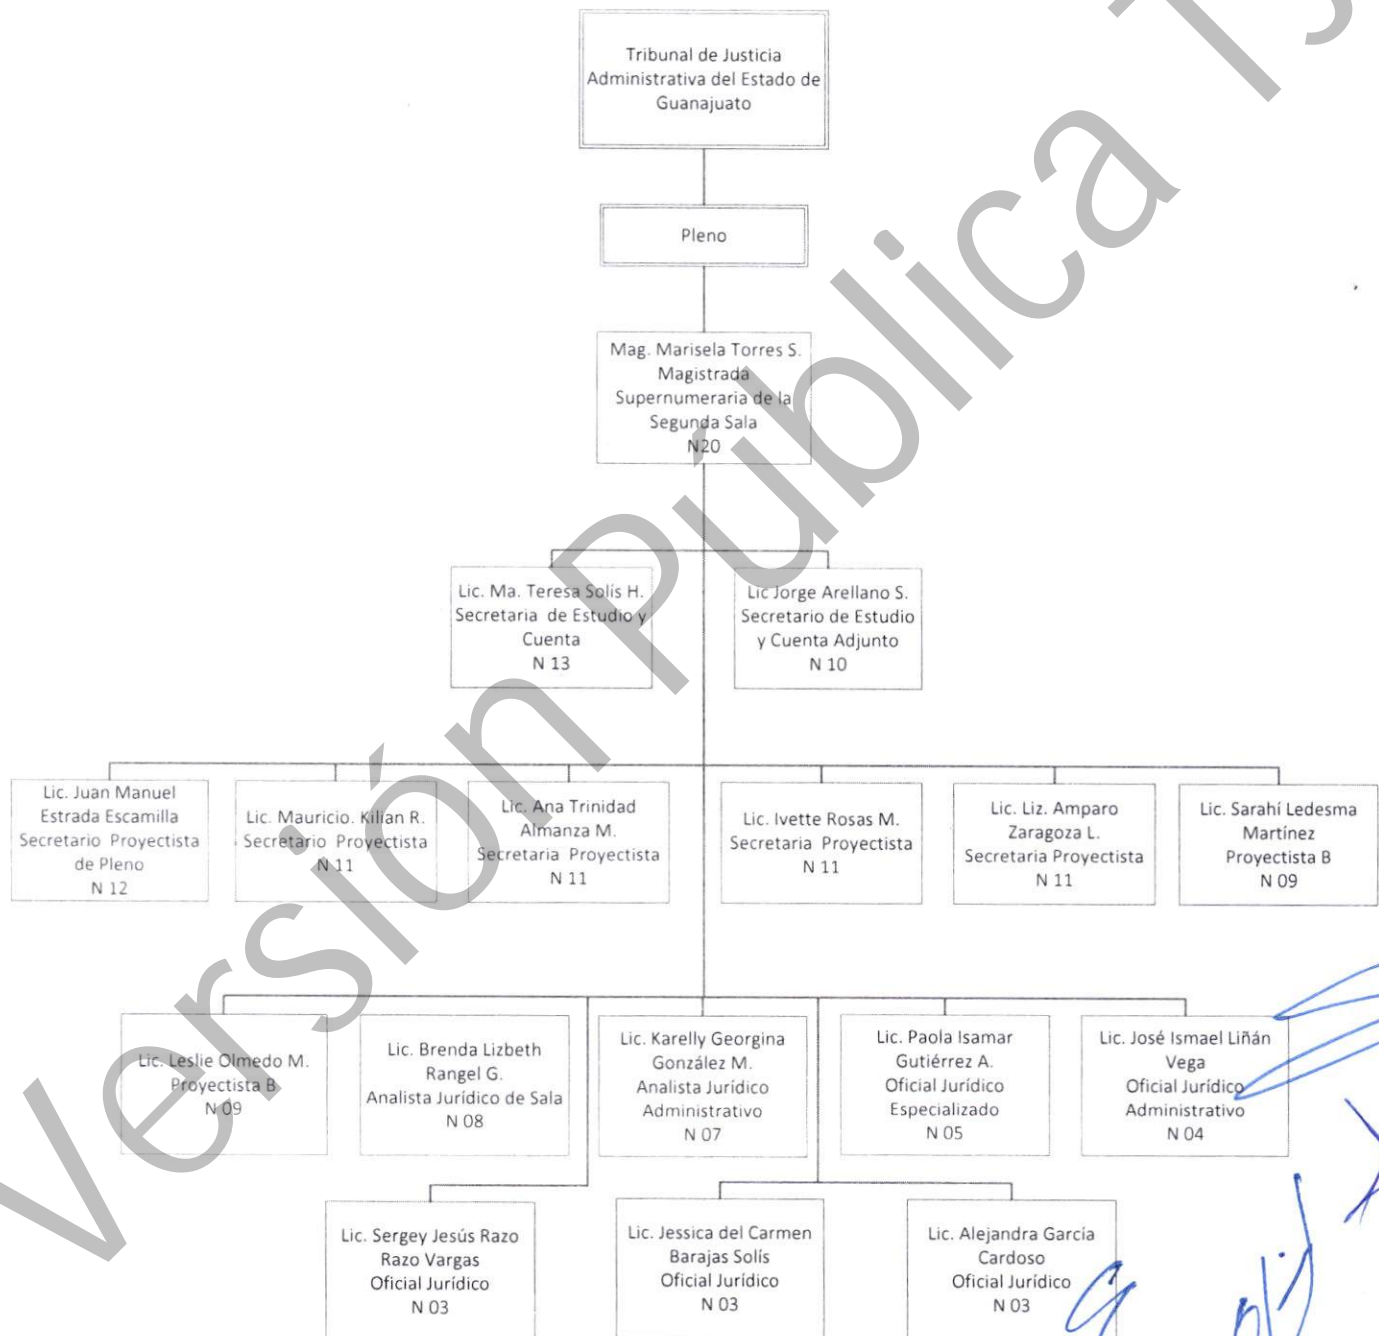 Tribunal de Justicia
Administrativa del Estado de
Guanajuato
Pleno
Mag. Marisela Torres S.
Magistrada
Supernumeraria de la
Segunda Sala
N20
Lic. Ma. Teresa Solís H.
Secretaria de Estudio y
Cuenta
N 13
Lic Jorge Arellano S.
Secretario de Estudio
y Cuenta Adjunto
N 10
Lic. Juan Manuel
Estrada Escamilla
Secretario Proyectista
de Pleno
N 12
Lic. Mauricio. Kilian R.
Secretario Proyectista
N 11
Lic. Ana Trinidad
Almanza M.
Secretaria Proyectista
N 11
Lic. Ivette Rosas M.
Secretaria Proyectista
N 11
Lic. Liz. Amparo
Zaragoza L.
Secretaria Proyectista
N 11
Lic. Sarahí Ledesma
Martínez
Proyectista B
N 09
Lic. Leslie Olmedo M.
Proyectista B
N 09
Lic. Brenda Lizbeth
Rangel G.
Analista Jurídico de Sala
N 08
Lic. Karelly Georgina
González M.
Analista Jurídico
Administrativo
N 07
Lic. Paola Isamar
Gutiérrez A.
Oficial Jurídico
Especializado
N 05
Lic. José Ismael Liñán
Vega
Oficial Jurídico
Administrativo
N 04
Lic. Sergey Jesús Razo
Razo Vargas
Oficial Jurídico
N 03
Lic. Jessica del Carmen
Barajas Solís
Oficial Jurídico
N 03
Lic. Alejandra García
Cardoso
Oficial Jurídico
N 03
Versión Pública